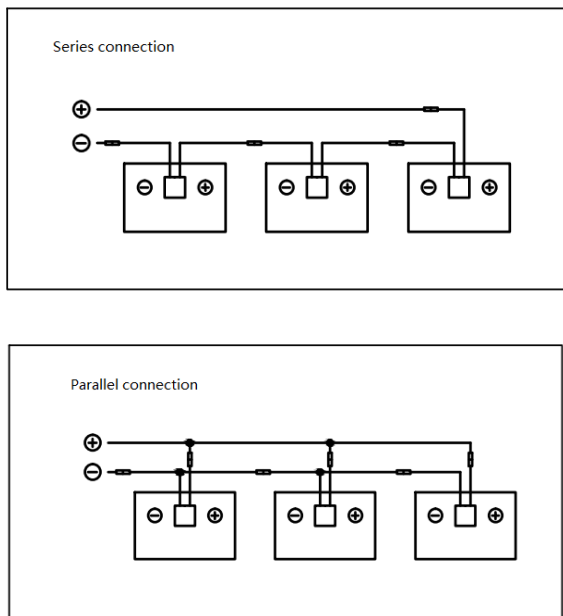 Series connection
⊕
⊖
⊖ ⊕ ⊖ ⊕ ⊖ ⊕
Parallel connection
⊕
⊖
⊖ ⊕ ⊖ ⊕ ⊖ ⊕